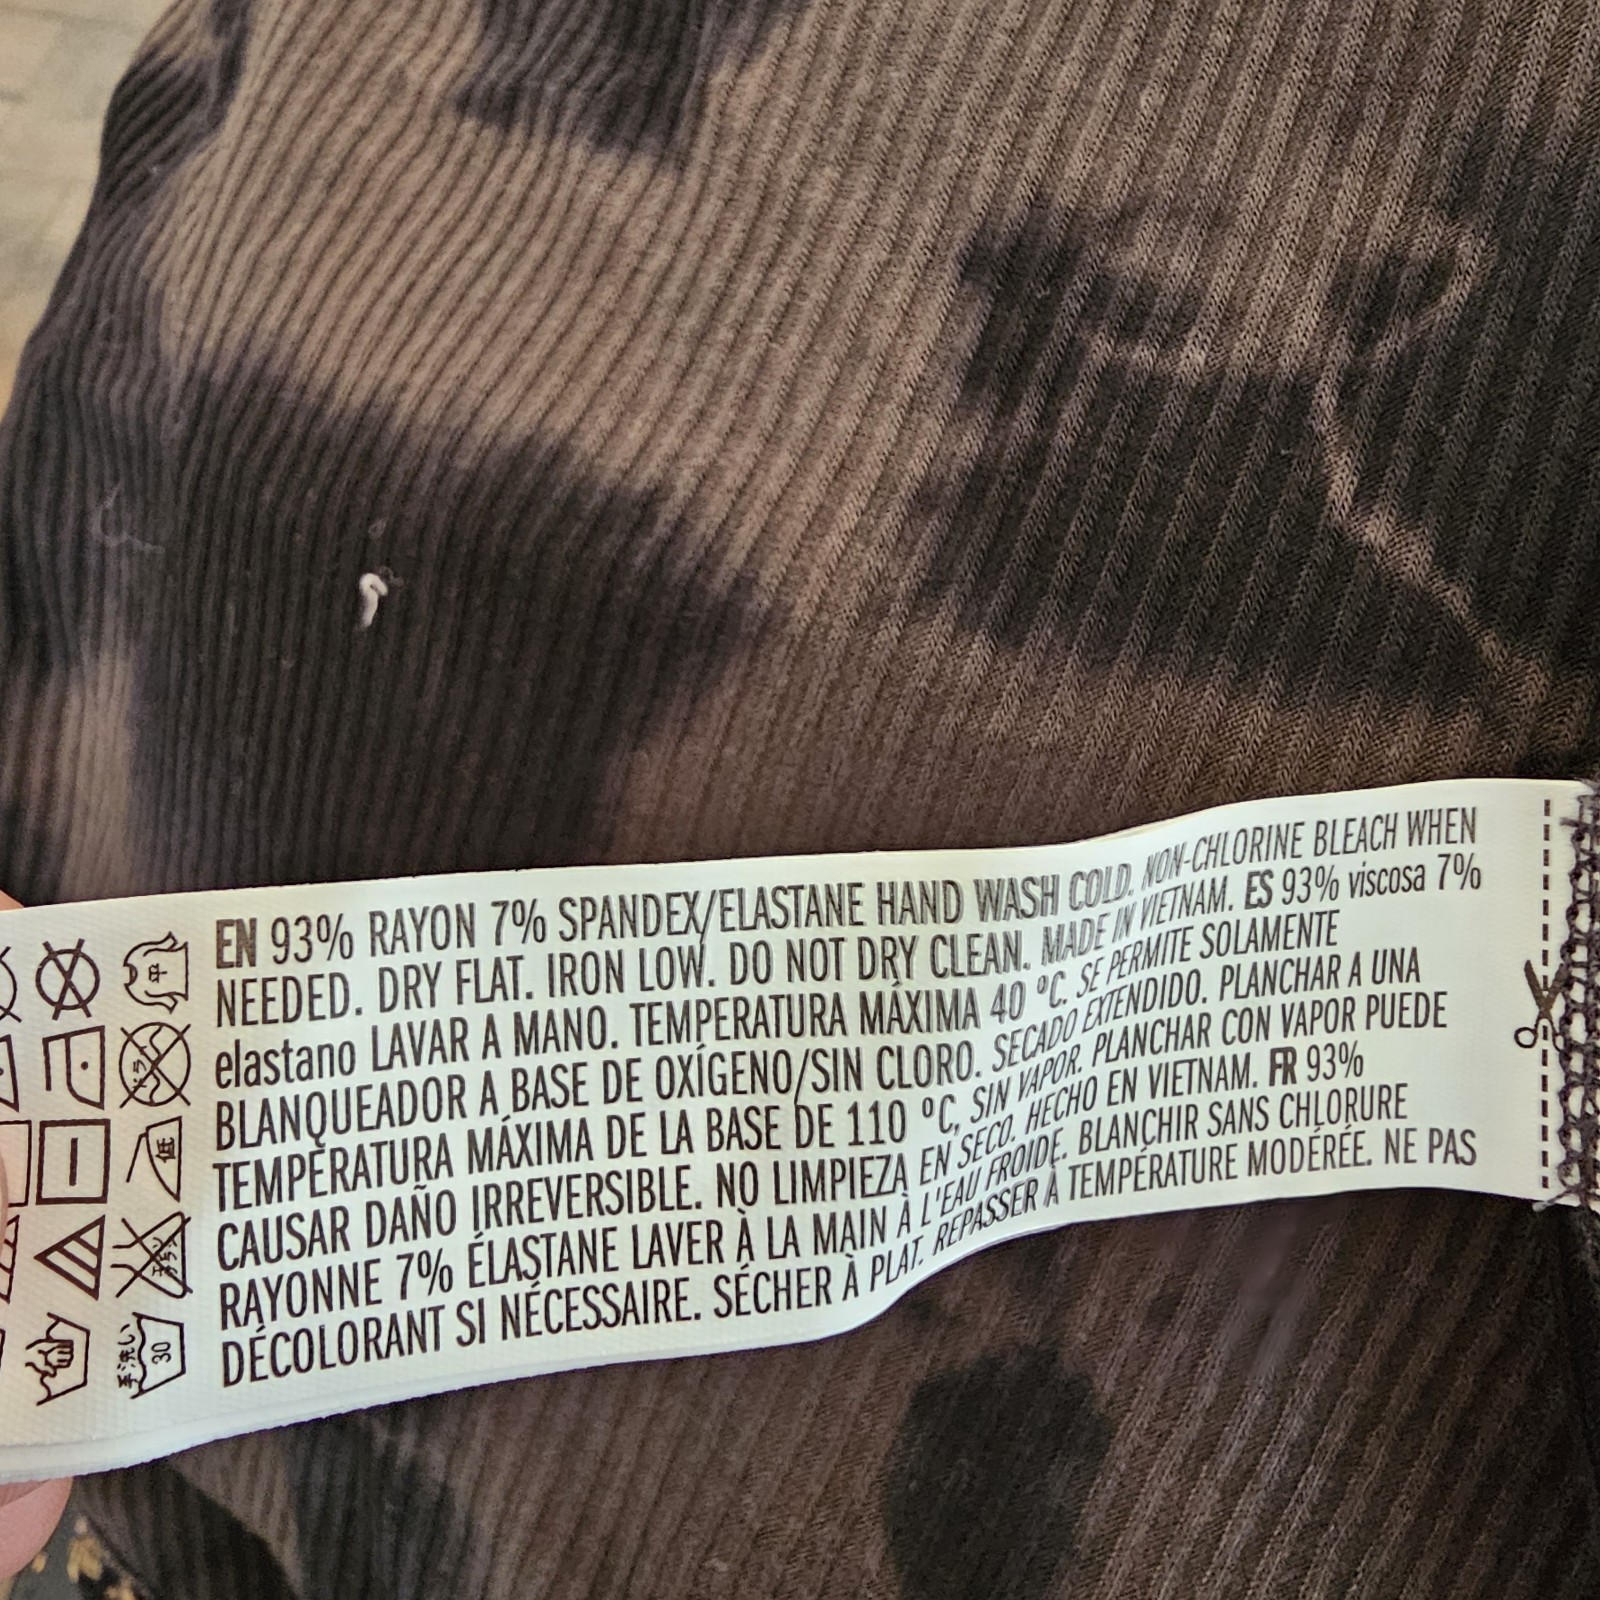 EN 93% RAYON 7% SPANDEX/ELASTANE HAND WASH COLD. NON-CHLORINE BLEACH WHEN
NEEDED. DRY FLAT. IRON LOW. DO NOT DRY CLEAN. MADE IN VIETNAM. ES 93% viscosa 7%
elastano LAVAR A MANO. TEMPERATURA MÁXIMA 40 ºC. SE PERMITE SOLAMENTE
BLANQUEADOR A BASE DE OXÍGENO/SIN CLORO. SECADO EXTENDIDO. PLANCHAR A UNA
TEMPERATURA MÁXIMA DE LA BASE DE 110 ºC, SIN VAPOR. PLANCHAR CON VAPOR PUEDE
CAUSAR DAÑO IRREVERSIBLE. NO LIMPIEZA EN SECO. HECHO EN VIETNAM. FR 93%
RAYONNE 7% ÉLASTANE LAVER À LA MAIN À L'EAU FROIDE. BLANCHIR SANS CHLORURE
DÉCOLORANT SI NÉCESSAIRE. SÉCHER À PLAT. REPASSER À TEMPÉRATURE MODÉRÉE. NE PAS
手洗い
30
低
平